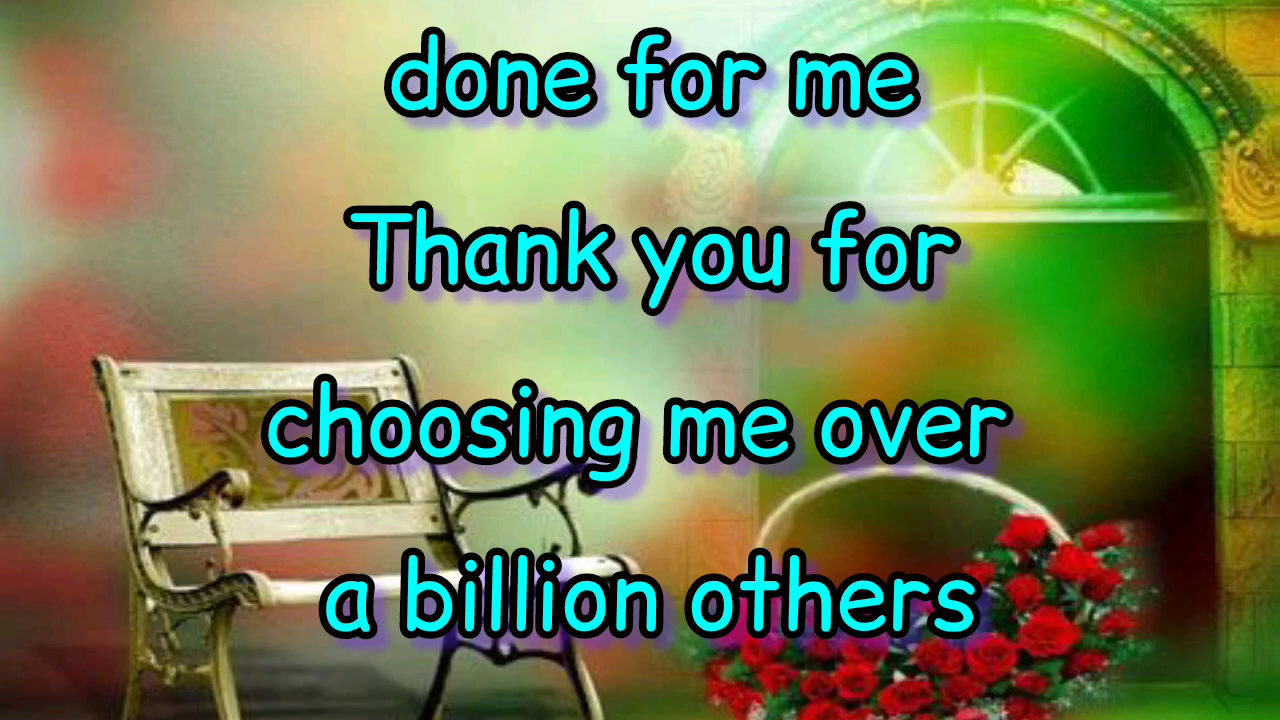 done for me
Thank you for
choosing me over
a billion others